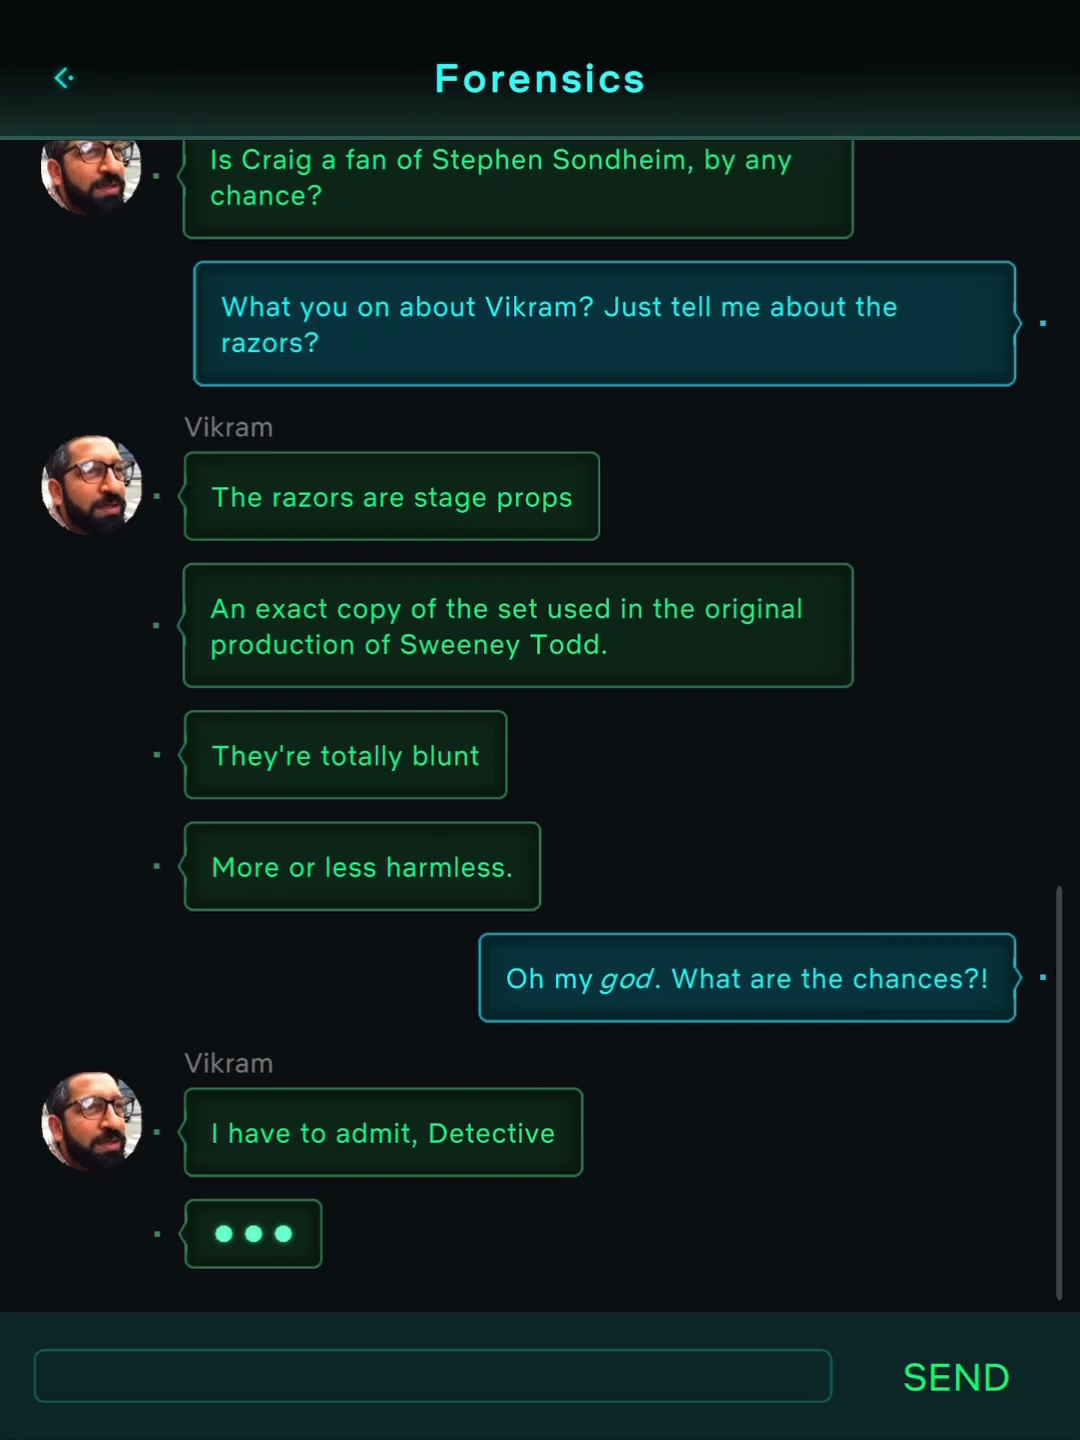 Forensics
Is Craig a fan of Stephen Sondheim, by any
chance?
What you on about Vikram? Just tell me about the
razors?
Vikram
The razors are stage props
An exact copy of the set used in the original
production of Sweeney Todd.
They're totally blunt
More or less harmless.
Oh my god. What are the chances?!
Vikram
I have to admit, Detective
SEND